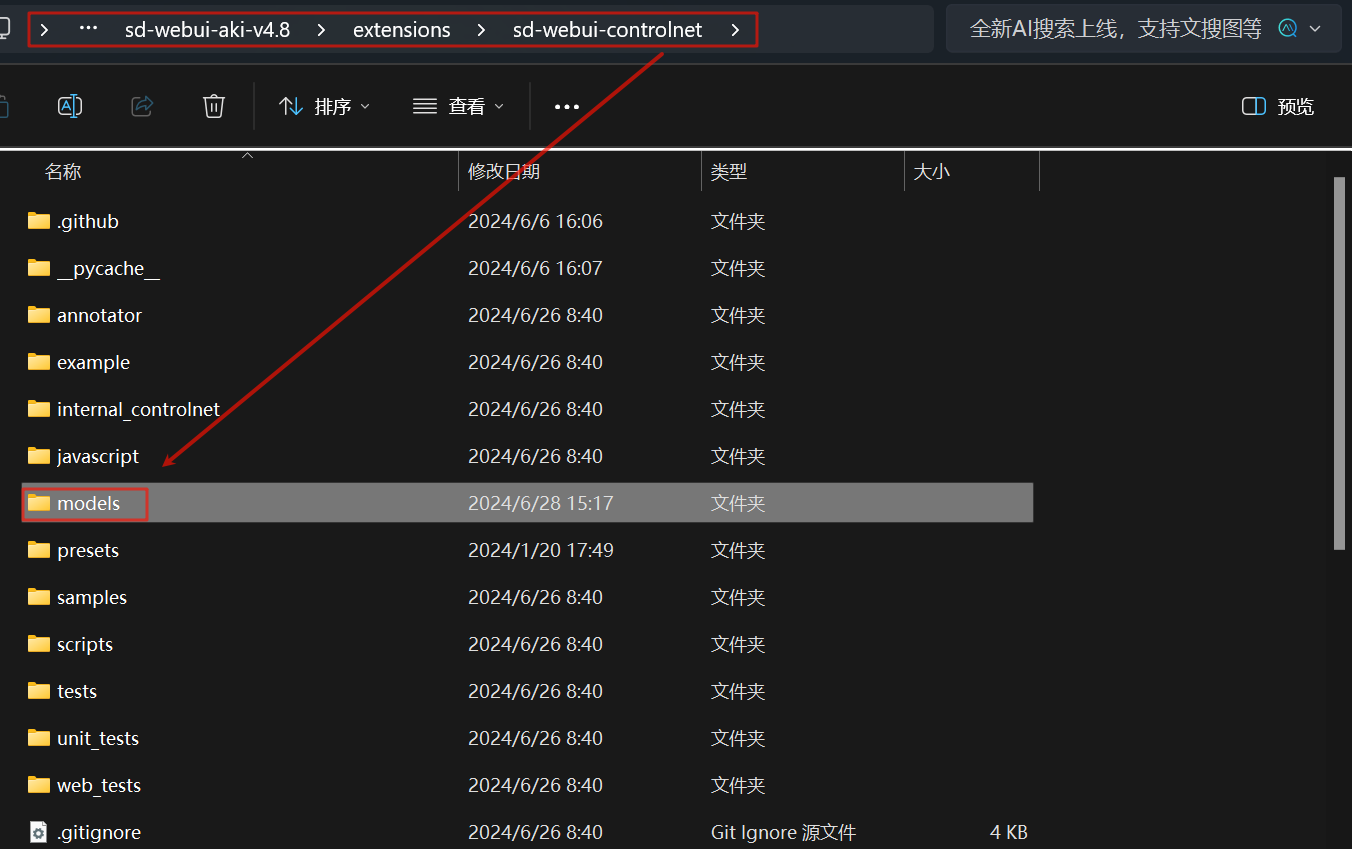 > ··· sd-webui-aki-v4.8 > extensions > sd-webui-controlnet > 全新AI搜索上线，支持文搜图等
排序 查看 ··· 预览
名称 修改日期 类型 大小
.github 2024/6/6 16:06 文件夹
__pycache__ 2024/6/6 16:07 文件夹
annotator 2024/6/26 8:40 文件夹
example 2024/6/26 8:40 文件夹
internal_controlnet 2024/6/26 8:40 文件夹
javascript 2024/6/26 8:40 文件夹
models 2024/6/28 15:17 文件夹
presets 2024/1/20 17:49 文件夹
samples 2024/6/26 8:40 文件夹
scripts 2024/6/26 8:40 文件夹
tests 2024/6/26 8:40 文件夹
unit_tests 2024/6/26 8:40 文件夹
web_tests 2024/6/26 8:40 文件夹
.gitignore 2024/6/26 8:40 Git Ignore 源文件 4 KB